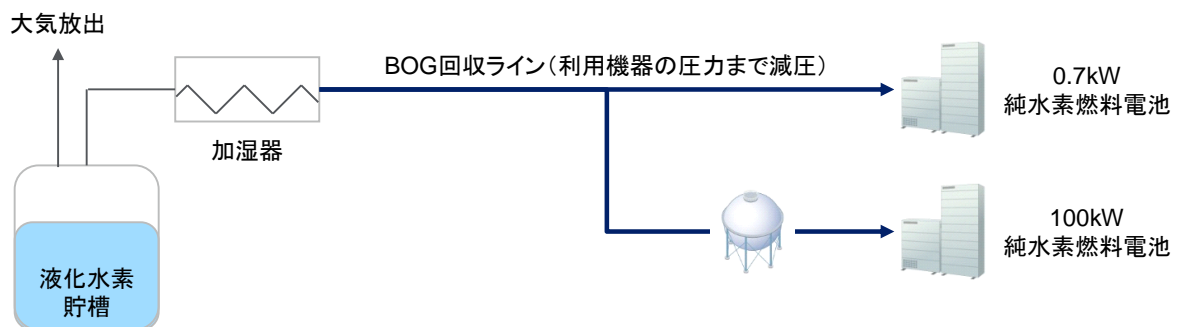 大気放出
BOG回収ライン（利用機器の圧力まで減圧）
加湿器
0.7kW
純水素燃料電池
100kW
純水素燃料電池
液化水素
貯槽